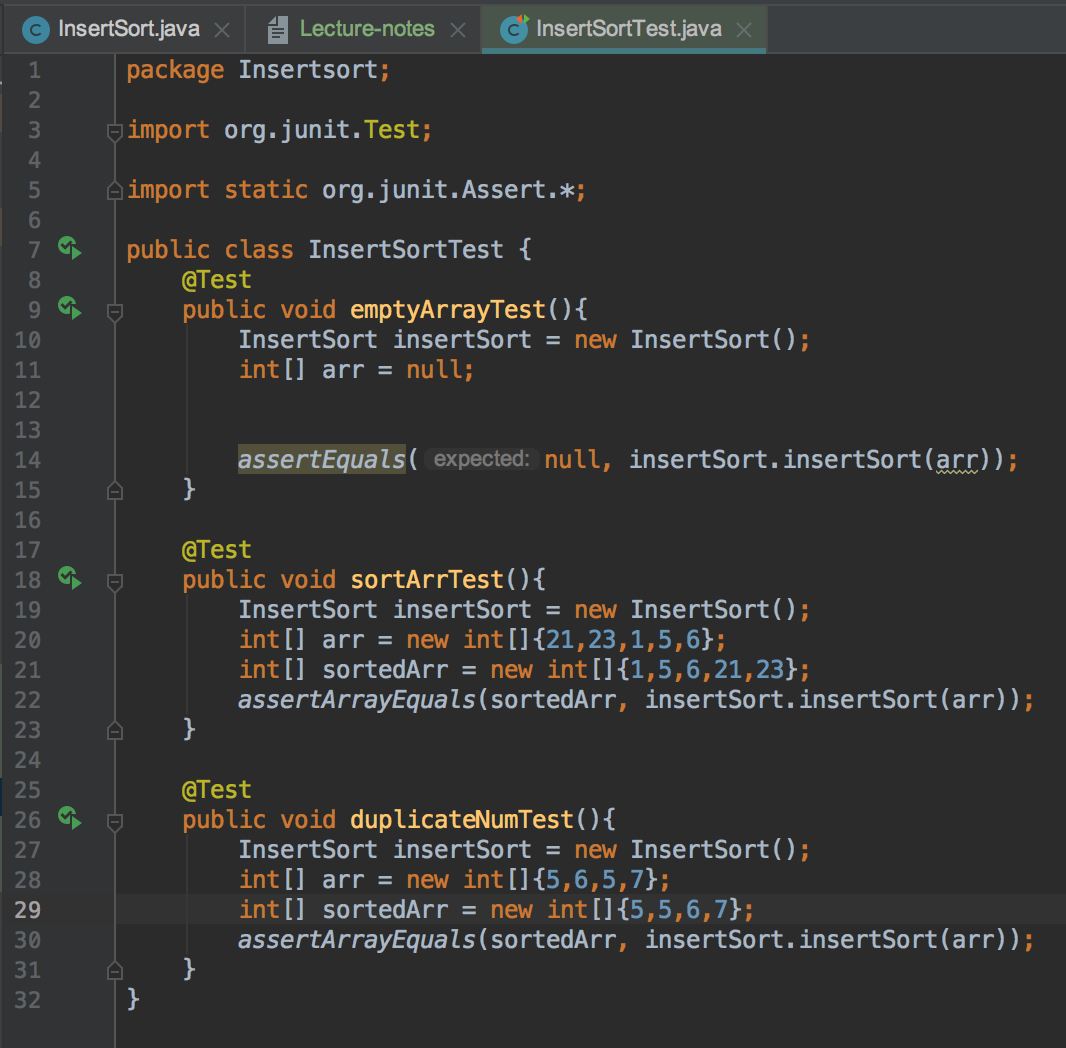 InsertSort.java Lecture-notes InsertSortTest.java
1 package Insertsort;
2
3 import org.junit.Test;
4
5 import static org.junit.Assert.*;
6
7 public class InsertSortTest {
8     @Test
9     public void emptyArrayTest(){
10         InsertSort insertSort = new InsertSort();
11         int[] arr = null;
12
13
14         assertEquals( expected: null, insertSort.insertSort(arr));
15     }
16
17     @Test
18     public void sortArrTest(){
19         InsertSort insertSort = new InsertSort();
20         int[] arr = new int[]{21,23,1,5,6};
21         int[] sortedArr = new int[]{1,5,6,21,23};
22         assertArrayEquals(sortedArr, insertSort.insertSort(arr));
23     }
24
25     @Test
26     public void duplicateNumTest(){
27         InsertSort insertSort = new InsertSort();
28         int[] arr = new int[]{5,6,5,7};
29         int[] sortedArr = new int[]{5,5,6,7};
30         assertArrayEquals(sortedArr, insertSort.insertSort(arr));
31     }
32 }